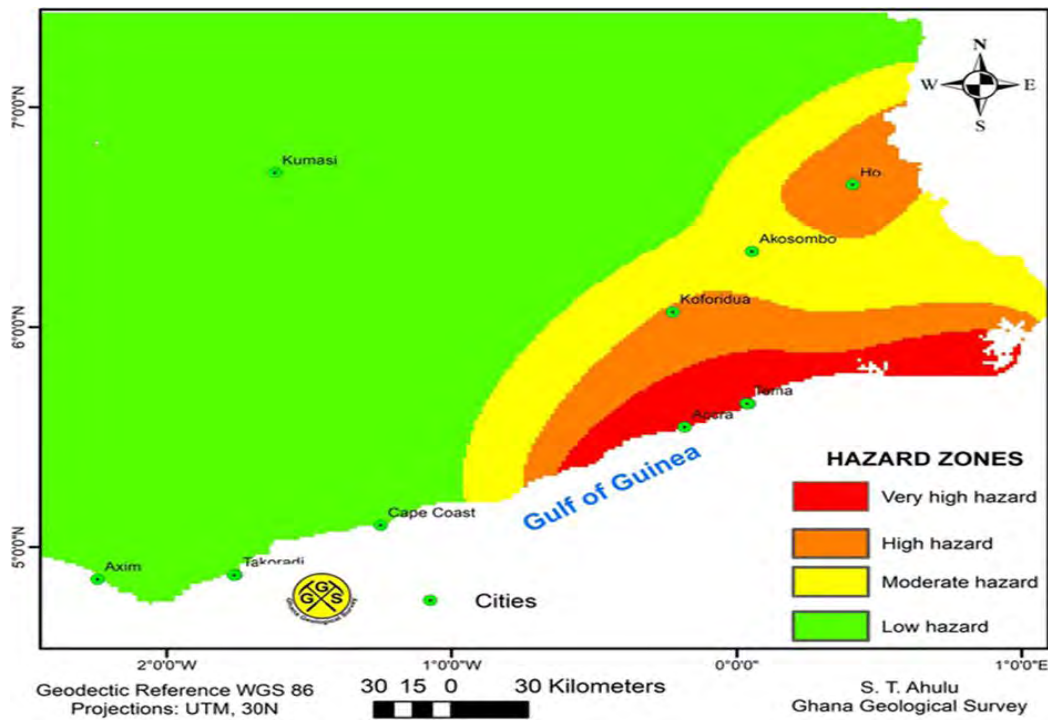 N
W E
S
7°0'0"N
6°0'0"N
5°0'0"N
Kumasi
Ho
Akosombo
Koforidua
Tema
Accra
Gulf of Guinea
Cape Coast
Takoradi
Axim
HAZARD ZONES
Very high hazard
High hazard
Moderate hazard
Low hazard
G
G S
Ghana Geological Survey
Cities
2°0'0"W
1°0'0"W
0°0'0"
1°0'0"E
Geodectic Reference WGS 86
Projections: UTM, 30N
30 15 0 30 Kilometers
S. T. Ahulu
Ghana Geological Survey